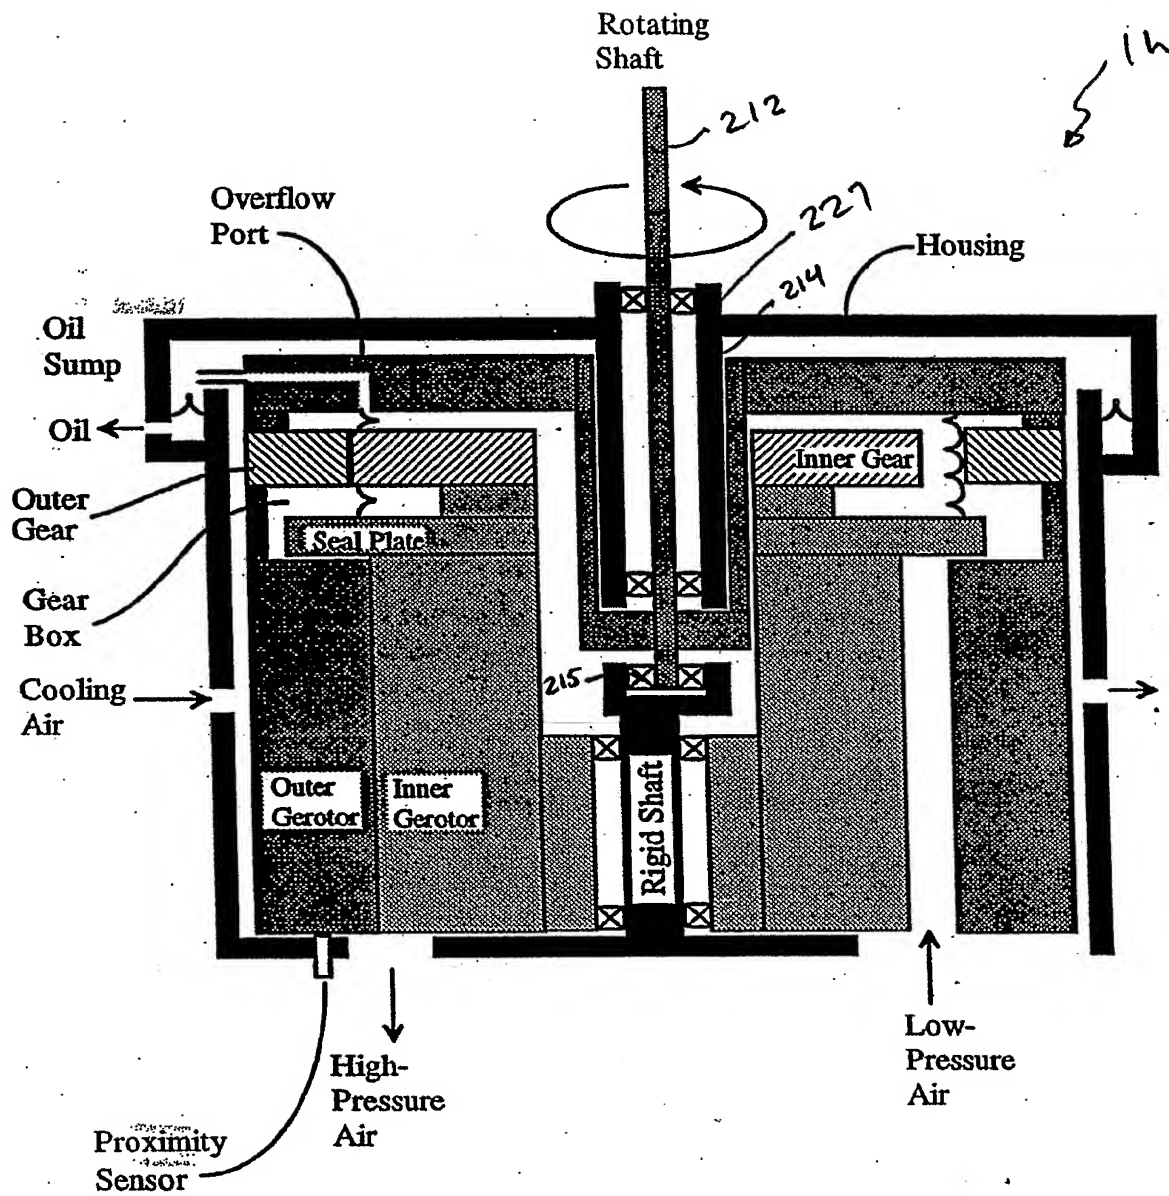 Rotating
Shaft
212
Overflow
Port
227
214
Housing
Oil
Sump
Oil
Inner Gear
Outer
Gear
Seal Plate
Gear
Box
215
Cooling
Air
Outer
Gerotor
Inner
Gerotor
Rigid Shaft
Low-
Pressure
Air
High-
Pressure
Air
Proximity
Sensor